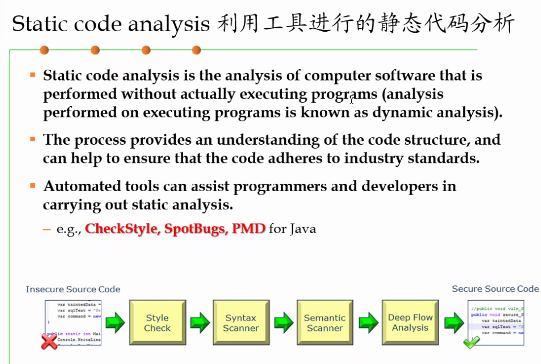 Static code analysis 利用工具进行的静态代码分析
Static code analysis is the analysis of computer software that is
performed without actually executing programs (analysis
performed on executing programs is known as dynamic analysis).
The process provides an understanding of the code structure, and
can help to ensure that the code adheres to industry standards.
Automated tools can assist programmers and developers in
carrying out static analysis.
– e.g., CheckStyle, SpotBugs, PMD for Java
Insecure Source Code
Secure Source Code
Style
Check
Syntax
Scanner
Semantic
Scanner
Deep Flow
Analysis